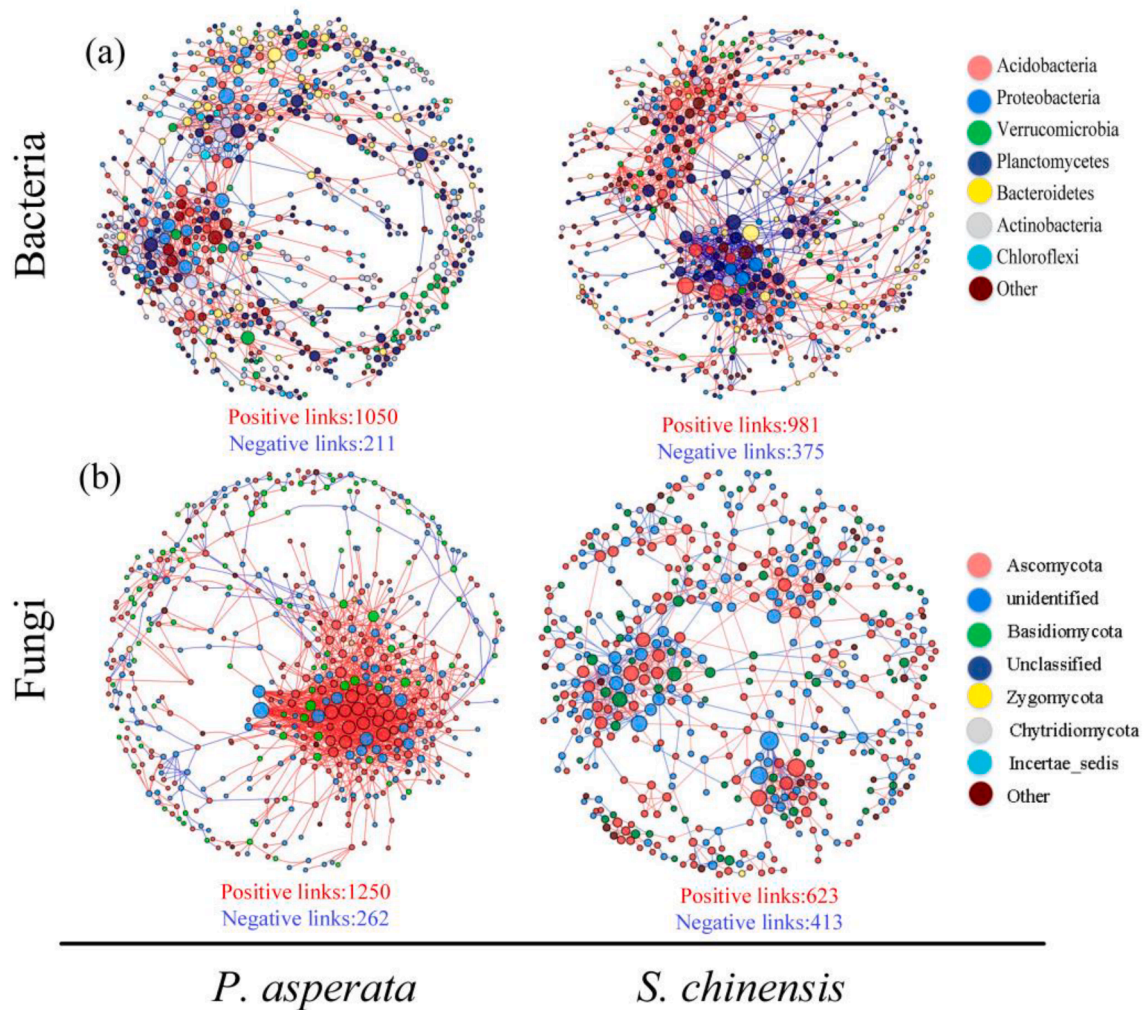 (a)
Bacteria
Acidobacteria
Proteobacteria
Verrucomicrobia
Planctomycetes
Bacteroidetes
Actinobacteria
Chloroflexi
Other
Positive links:1050
Negative links:211
Positive links:981
Negative links:375
(b)
Fungi
Ascomycota
unidentified
Basidiomycota
Unclassified
Zygomycota
Chytridiomycota
Incertae_sedis
Other
Positive links:1250
Negative links:262
Positive links:623
Negative links:413
P. asperata
S. chinensis